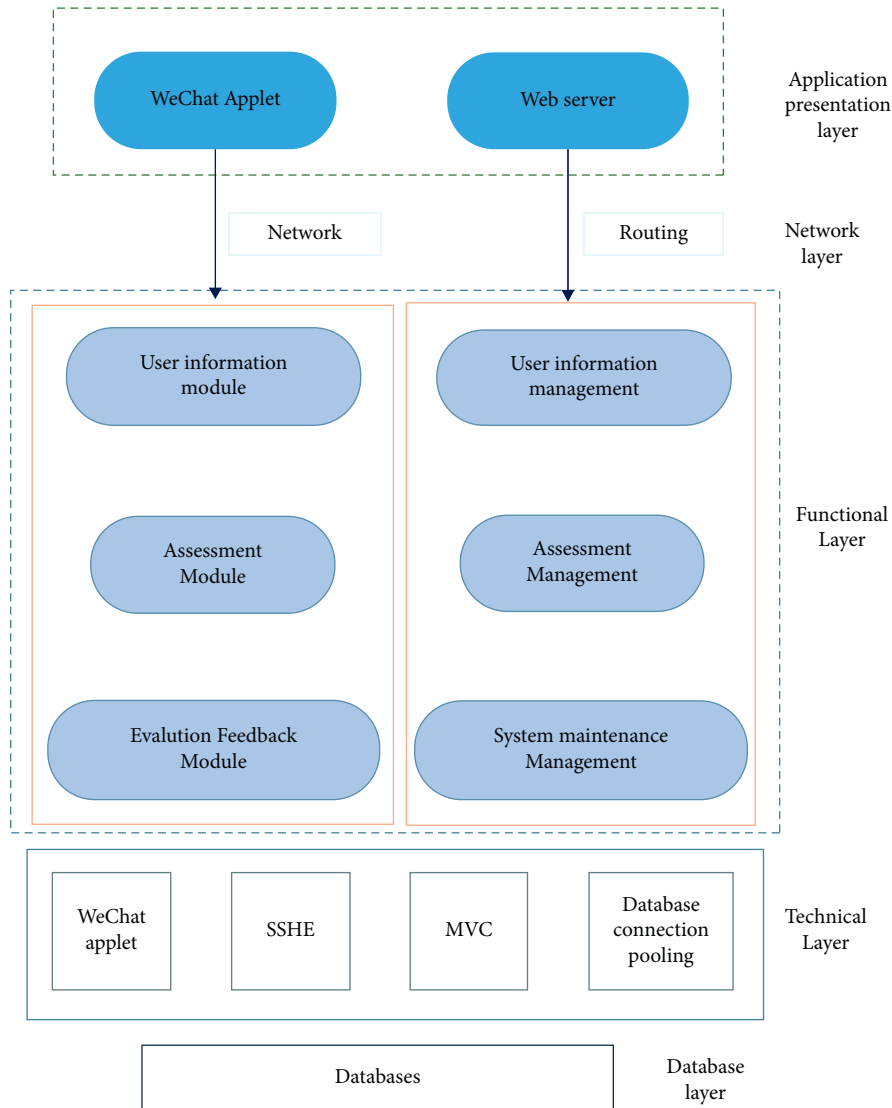 WeChat Applet
Web server
Application
presentation
layer
Network
Routing
Network
layer
User information
module
User information
management
Assessment
Module
Assessment
Management
Functional
Layer
Evalution Feedback
Module
System maintenance
Management
WeChat
applet
SSHE
MVC
Database
connection
pooling
Technical
Layer
Databases
Database
layer